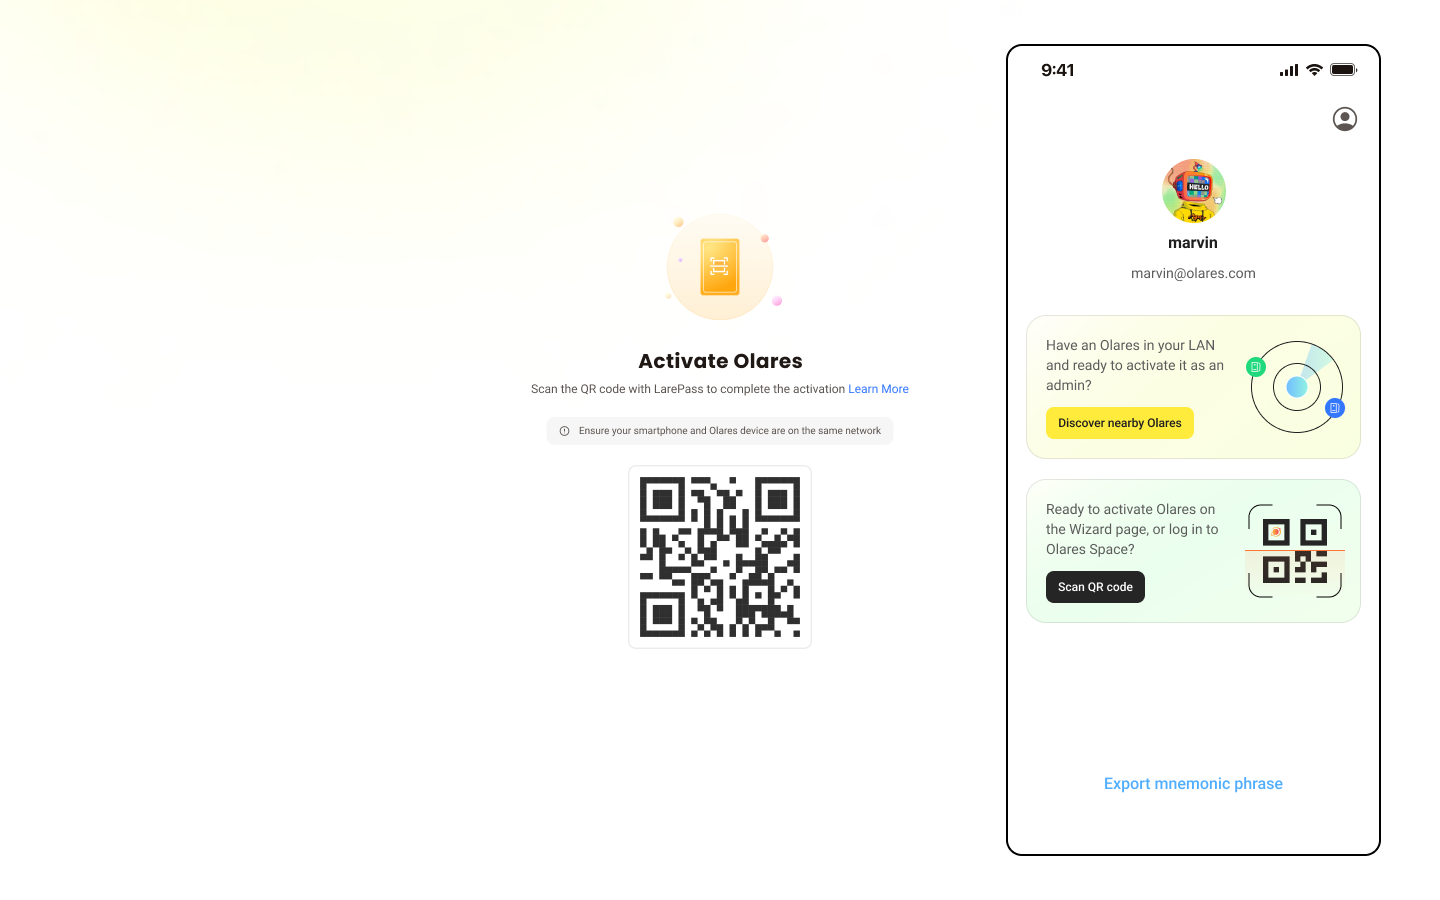 Activate Olares
Scan the QR code with LarePass to complete the activation Learn More
Ensure your smartphone and Olares device are on the same network
9:41
HELLO
marvin
marvin@olares.com
Have an Olares in your LAN
and ready to activate it as an
admin?
Discover nearby Olares
Ready to activate Olares on
the Wizard page, or log in to
Olares Space?
Scan QR code
Export mnemonic phrase